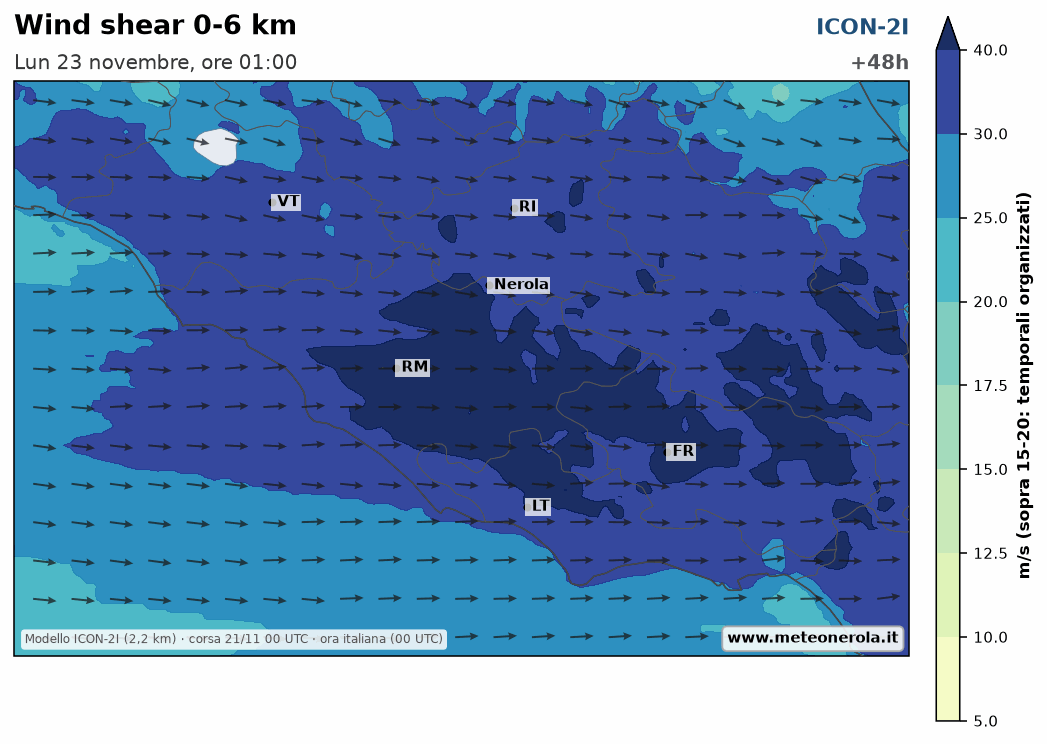 Wind shear 0-6 km
ICON-2I
Lun 23 novembre, ore 01:00
+48h
40.0
30.0
25.0
20.0
17.5
15.0
12.5
10.0
5.0
m/s (sopra 15-20: temporali organizzati)
VT
RI
Nerola
RM
FR
LT
Modello ICON-2I (2,2 km) · corsa 21/11 00 UTC · ora italiana (00 UTC)
www.meteonerola.it